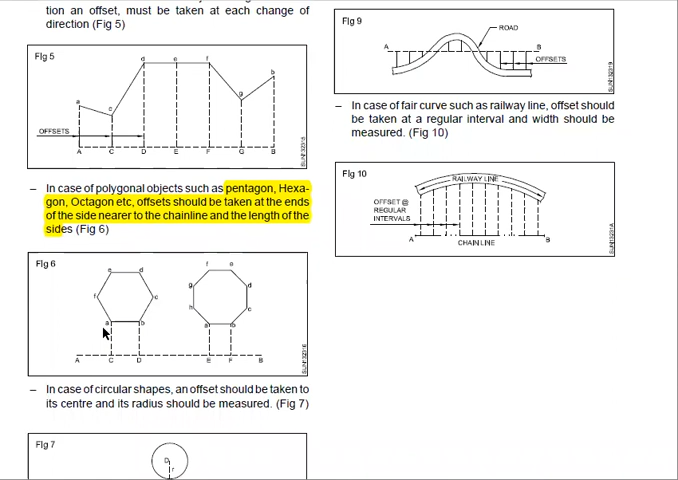 tion an offset, must be taken at each change of
direction (Fig 5)
Fig 5
a
c
d
e
f
g
b
OFFSETS
A C D E F G B
– In case of polygonal objects such as pentagon, Hexa-
gon, Octagon etc, offsets should be taken at the ends
of the side nearer to the chainline and the length of the
sides (Fig 6)
Fig 6
e d
f c
a b
f e
g d
h c
a b
A C D E F B
– In case of circular shapes, an offset should be taken to
its centre and its radius should be measured. (Fig 7)
Fig 7
O
r
Fig 9
ROAD
A B
OFFSETS
– In case of fair curve such as railway line, offset should
be taken at a regular interval and width should be
measured. (Fig 10)
Fig 10
RAILWAY LINE
OFFSET @
REGULAR
INTERVALS
A B
CHAIN LINE